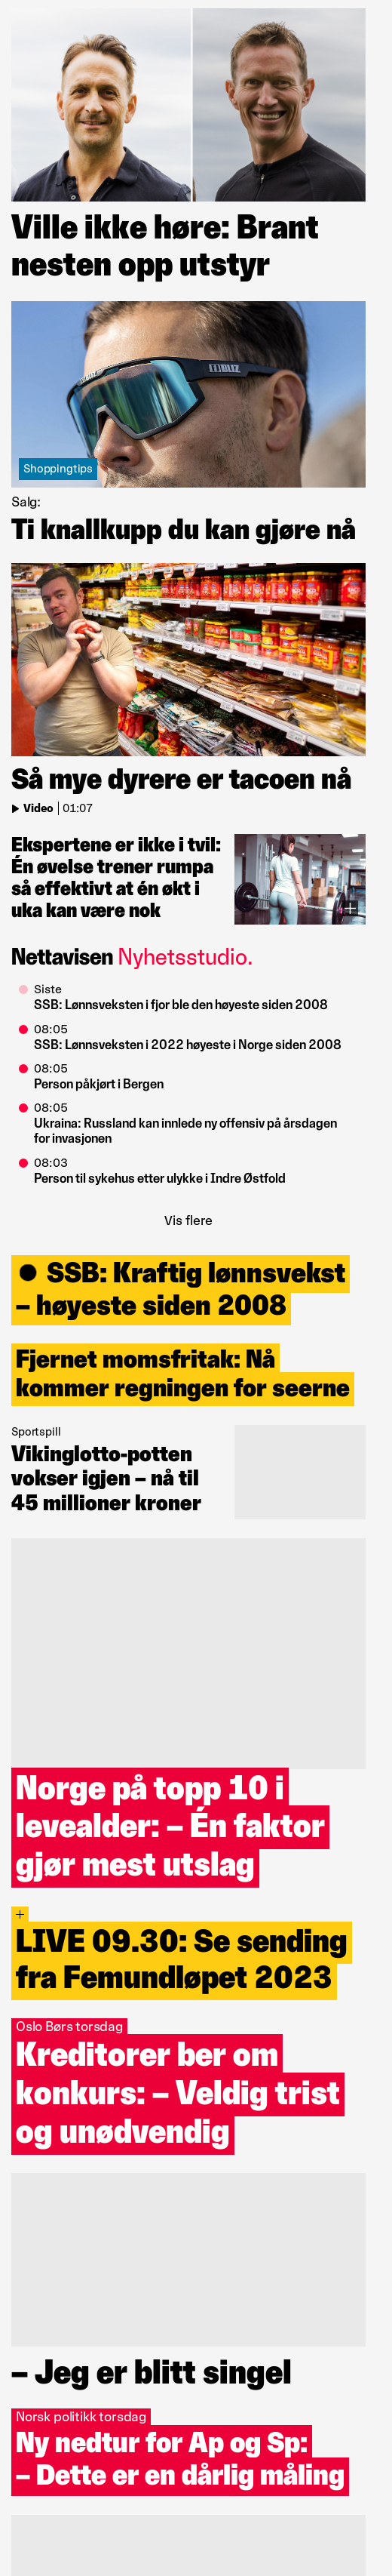 Ville ikke høre: Brant
nesten opp utstyr
BLIZ
Shoppingtips
Salg:
Ti knallkupp du kan gjøre nå
Så mye dyrere er tacoen nå
Video | 01:07
Ekspertene er ikke i tvil:
Én øvelse trener rumpa
så effektivt at én økt i
uka kan være nok
Nettavisen Nyhetsstudio.
Siste
SSB: Lønnsveksten i fjor ble den høyeste siden 2008
08:05
SSB: Lønnsveksten i 2022 høyeste i Norge siden 2008
08:05
Person påkjørt i Bergen
08:05
Ukraina: Russland kan innlede ny offensiv på årsdagen
for invasjonen
08:03
Person til sykehus etter ulykke i Indre Østfold
Vis flere
SSB: Kraftig lønnsvekst
– høyeste siden 2008
Fjernet momsfritak: Nå
kommer regningen for seerne
Sportspill
Vikinglotto-potten
vokser igjen – nå til
45 millioner kroner
Norge på topp 10 i
levealder: – Én faktor
gjør mest utslag
+
LIVE 09.30: Se sending
fra Femundløpet 2023
Oslo Børs torsdag
Kreditorer ber om
konkurs: – Veldig trist
og unødvendig
– Jeg er blitt singel
Norsk politikk torsdag
Ny nedtur for Ap og Sp:
– Dette er en dårlig måling